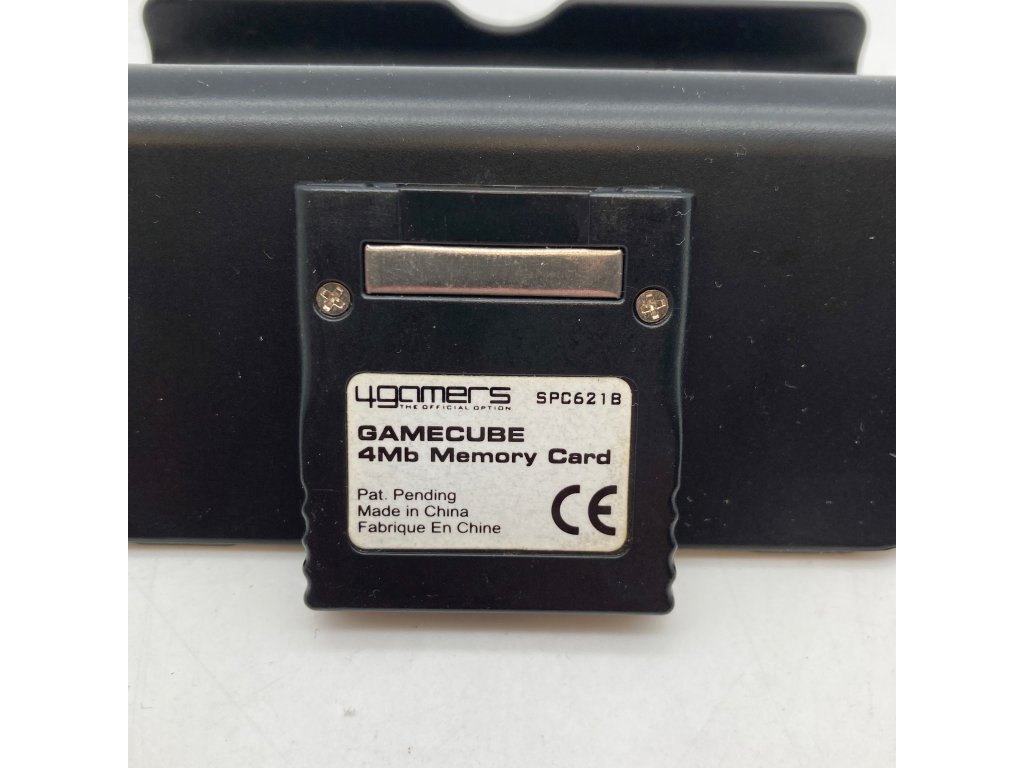 4gamers SPC621B
THE OFFICIAL OPTION
GAMECUBE
4Mb Memory Card
Pat. Pending
Made in China
Fabrique En Chine
CE